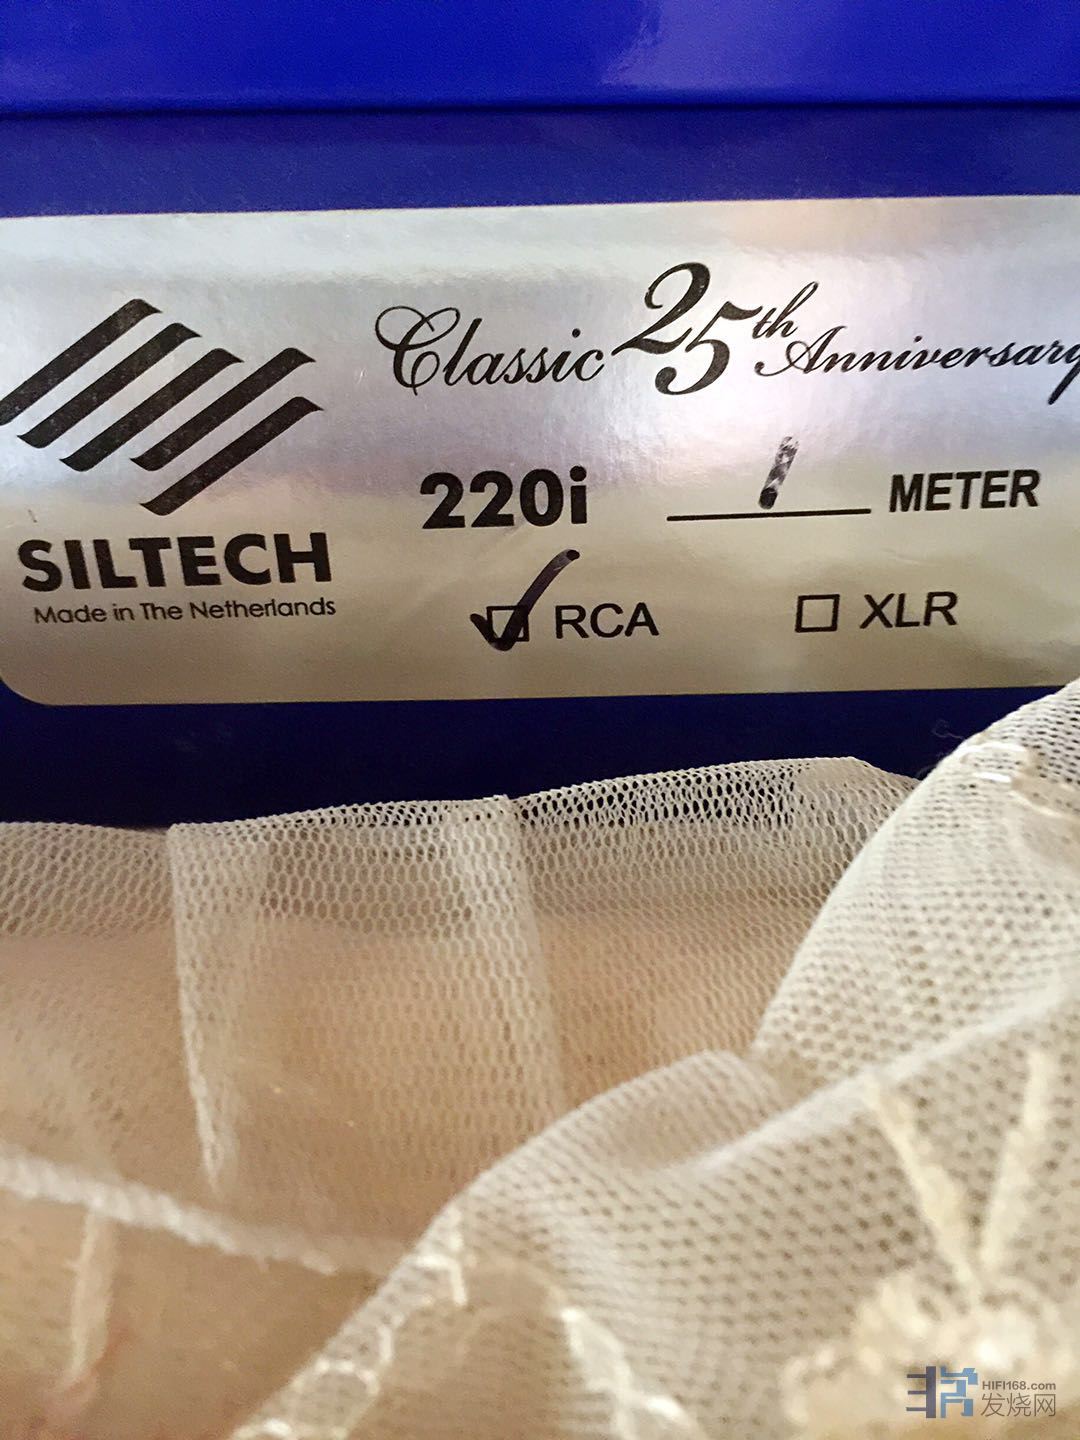 Classic 25th Anniversary
220i 1 METER
SILTECH
Made in The Netherlands
RCA XLR
HIFI168.com
发烧网